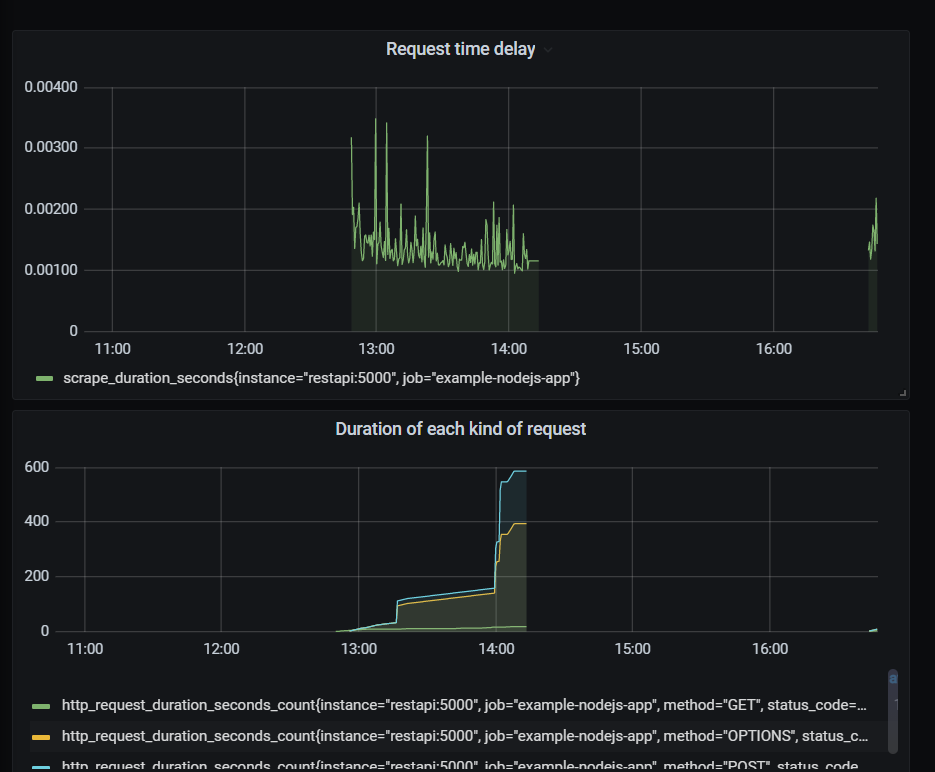 Request time delay
0.00400
0.00300
0.00200
0.00100
0
11:00 12:00 13:00 14:00 15:00 16:00
scrape_duration_seconds{instance="restapi:5000", job="example-nodejs-app"}
Duration of each kind of request
600
400
200
0
11:00 12:00 13:00 14:00 15:00 16:00
http_request_duration_seconds_count{instance="restapi:5000", job="example-nodejs-app", method="GET", status_code=...
http_request_duration_seconds_count{instance="restapi:5000", job="example-nodejs-app", method="OPTIONS", status_c...
http_request_duration_seconds_count{instance="restapi:5000", job="example-nodejs-app", method="POST", status_code